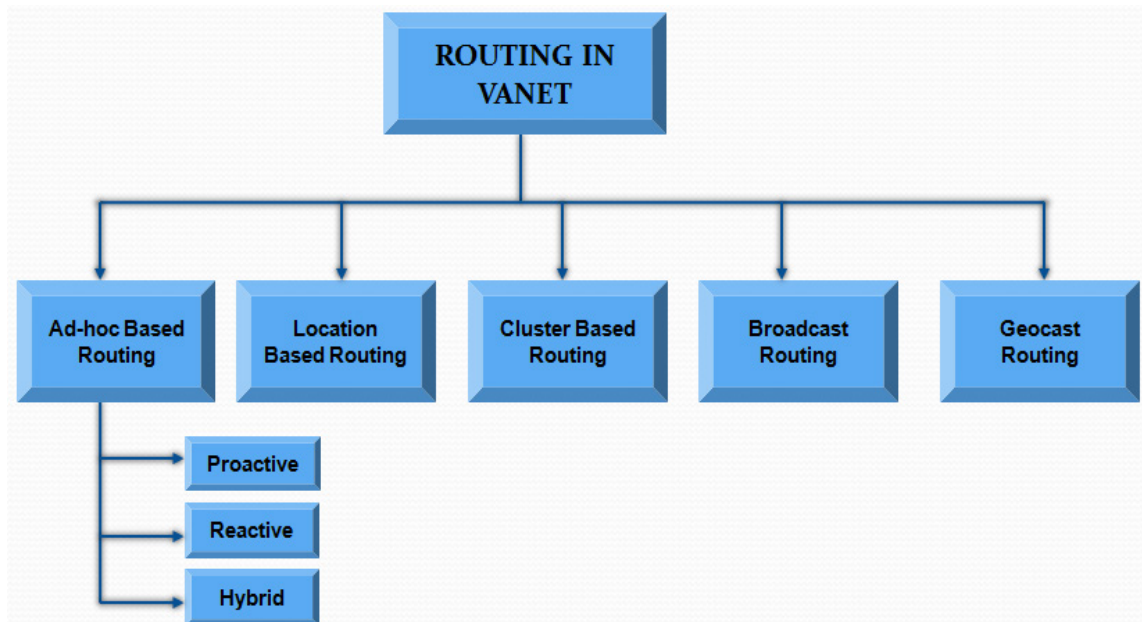 ROUTING IN
VANET
Ad-hoc Based
Routing
Location
Based Routing
Cluster Based
Routing
Broadcast
Routing
Geocast
Routing
Proactive
Reactive
Hybrid